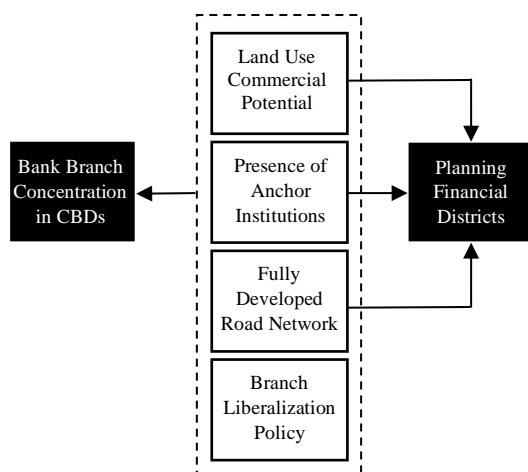 Land Use
Commercial
Potential
Bank Branch
Concentration
in CBDs
Presence of
Anchor
Institutions
Planning
Financial
Districts
Fully
Developed
Road Network
Branch
Liberalization
Policy